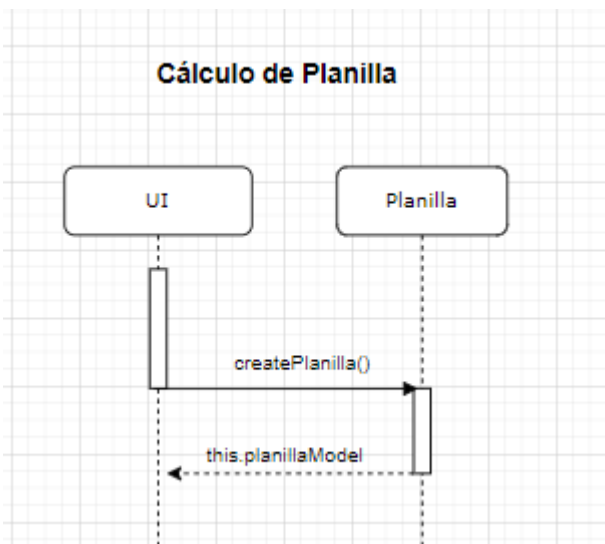 Cálculo de Planilla
UI
Planilla
createPlanilla()
this.planillaModel